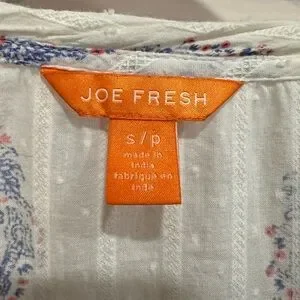 JOE FRESH
s/p
made in
india
fabriqué en
inde